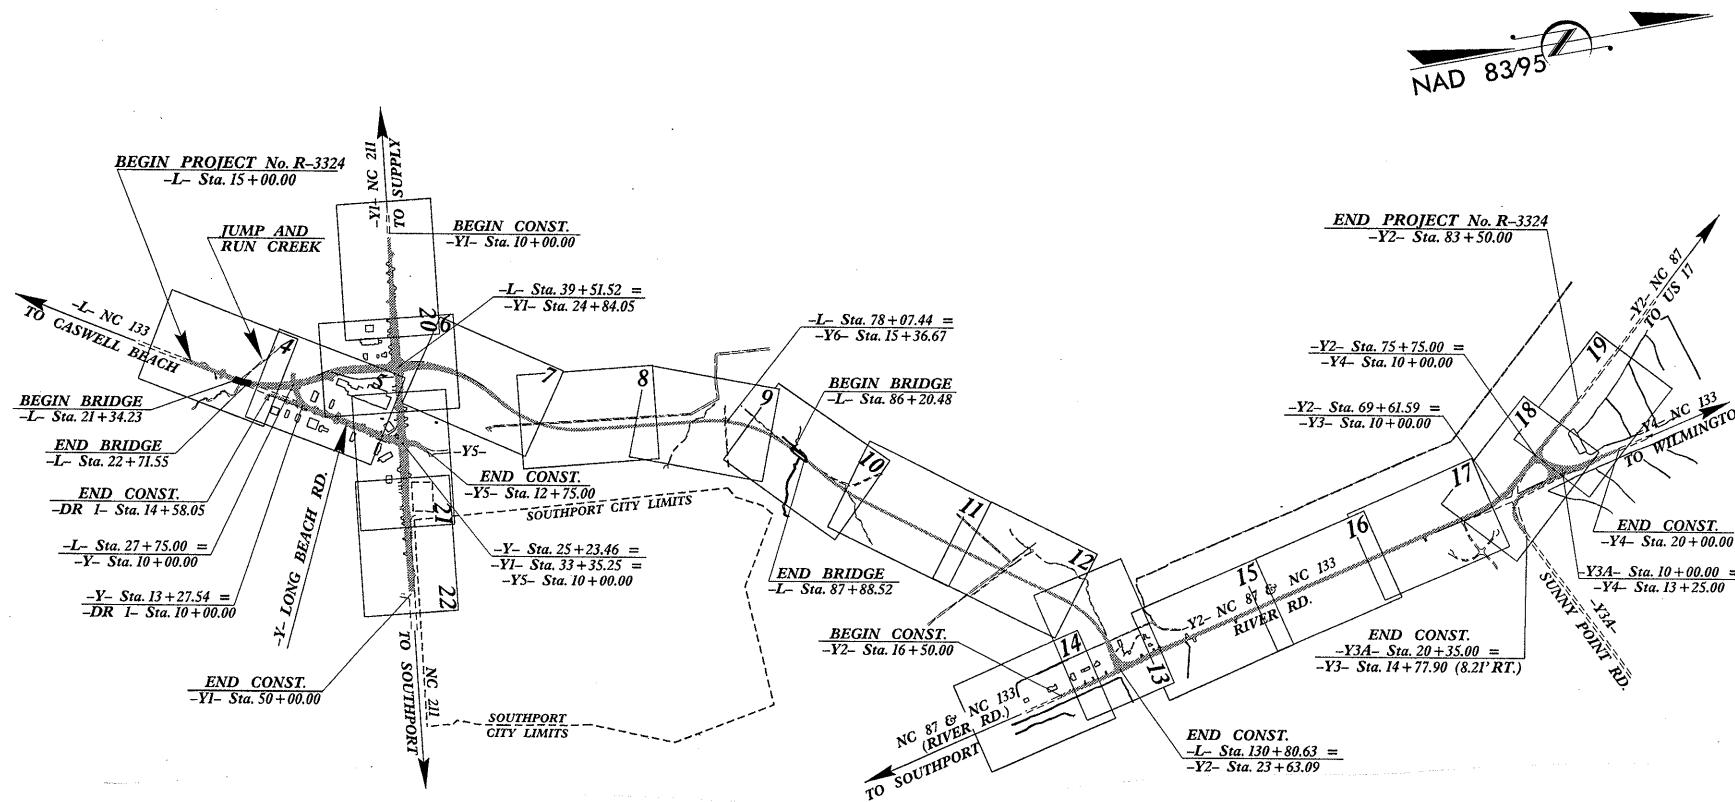 NAD 83/95
BEGIN PROJECT No. R-3324
-L- Sta. 15+00.00
JUMP AND
RUN CREEK
-Y1- NC 211
TO SUPPLY
BEGIN CONST.
-Y1- Sta. 10+00.00
-L- Sta. 39+51.52 =
-Y1- Sta. 24+84.05
-L- NC 133
TO CASWELL BEACH
BEGIN BRIDGE
-L- Sta. 21+34.23
END BRIDGE
-L- Sta. 22+71.55
END CONST.
-DR 1- Sta. 14+58.05
-L- Sta. 27+75.00 =
-Y- Sta. 10+00.00
-Y- Sta. 13+27.54 =
-DR 1- Sta. 10+00.00
-Y- LONG BEACH RD.
END CONST.
-Y1- Sta. 50+00.00
4
5
20
6
7
8
9
10
11
12
13
14
15
16
17
18
19
21
22
-Y5-
END CONST.
-Y5- Sta. 12+75.00
SOUTHPORT CITY LIMITS
-Y- Sta. 25+23.46 =
-Y1- Sta. 33+35.25 =
-Y5- Sta. 10+00.00
NC 211
TO SOUTHPORT
SOUTHPORT
CITY LIMITS
-L- Sta. 78+07.44 =
-Y6- Sta. 15+36.67
BEGIN BRIDGE
-L- Sta. 86+20.48
END BRIDGE
-L- Sta. 87+88.52
BEGIN CONST.
-Y2- Sta. 16+50.00
NC 87 & NC 133
(RIVER RD.)
TO SOUTHPORT
-Y2- NC 87 & NC 133
RIVER RD.
END CONST.
-L- Sta. 130+80.63 =
-Y2- Sta. 23+63.09
END PROJECT No. R-3324
-Y2- Sta. 83+50.00
-Y2- Sta. 75+75.00 =
-Y4- Sta. 10+00.00
-Y2- Sta. 69+61.59 =
-Y3- Sta. 10+00.00
-Y2- NC 87
TO US 17
-Y4- NC 133
TO WILMINGTO
END CONST.
-Y4- Sta. 20+00.00
-Y3A- Sta. 10+00.00 =
-Y4- Sta. 13+25.00
-Y3A-
SUNNY POINT RD.
END CONST.
-Y3A- Sta. 20+35.00 =
-Y3- Sta. 14+77.90 (8.21' RT.)